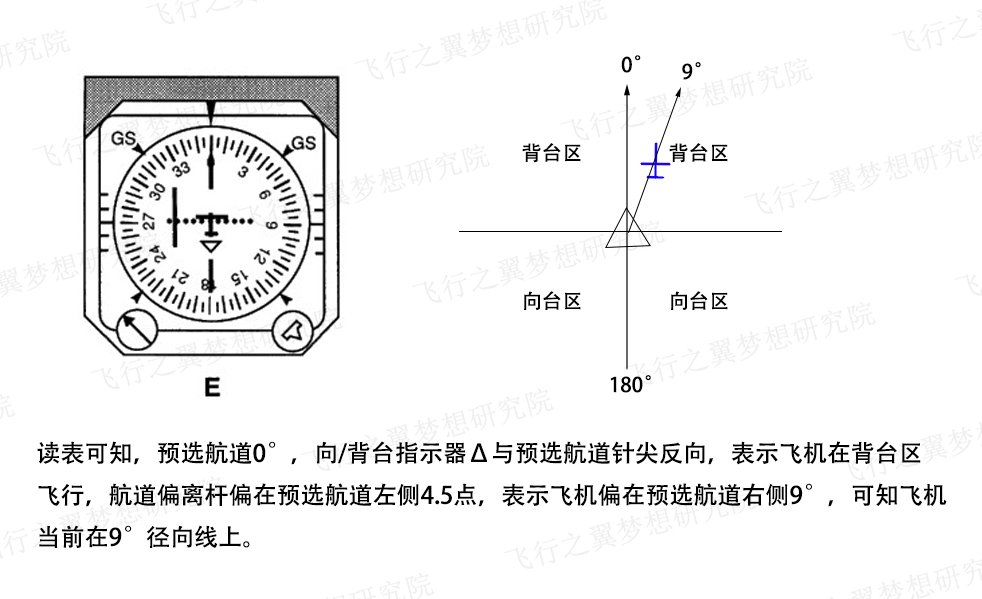 飞行之翼梦想研究院
0°
9°
GS
GS
背台区
背台区
33
3
30
6
27
9
24
12
21
15
18
向台区
向台区
E
180°
读表可知，预选航道0°，向/背台指示器Δ与预选航道针尖反向，表示飞机在背台区
飞行，航道偏离杆偏在预选航道左侧4.5点，表示飞机偏在预选航道右侧9°，可知飞机
当前在9°径向线上。